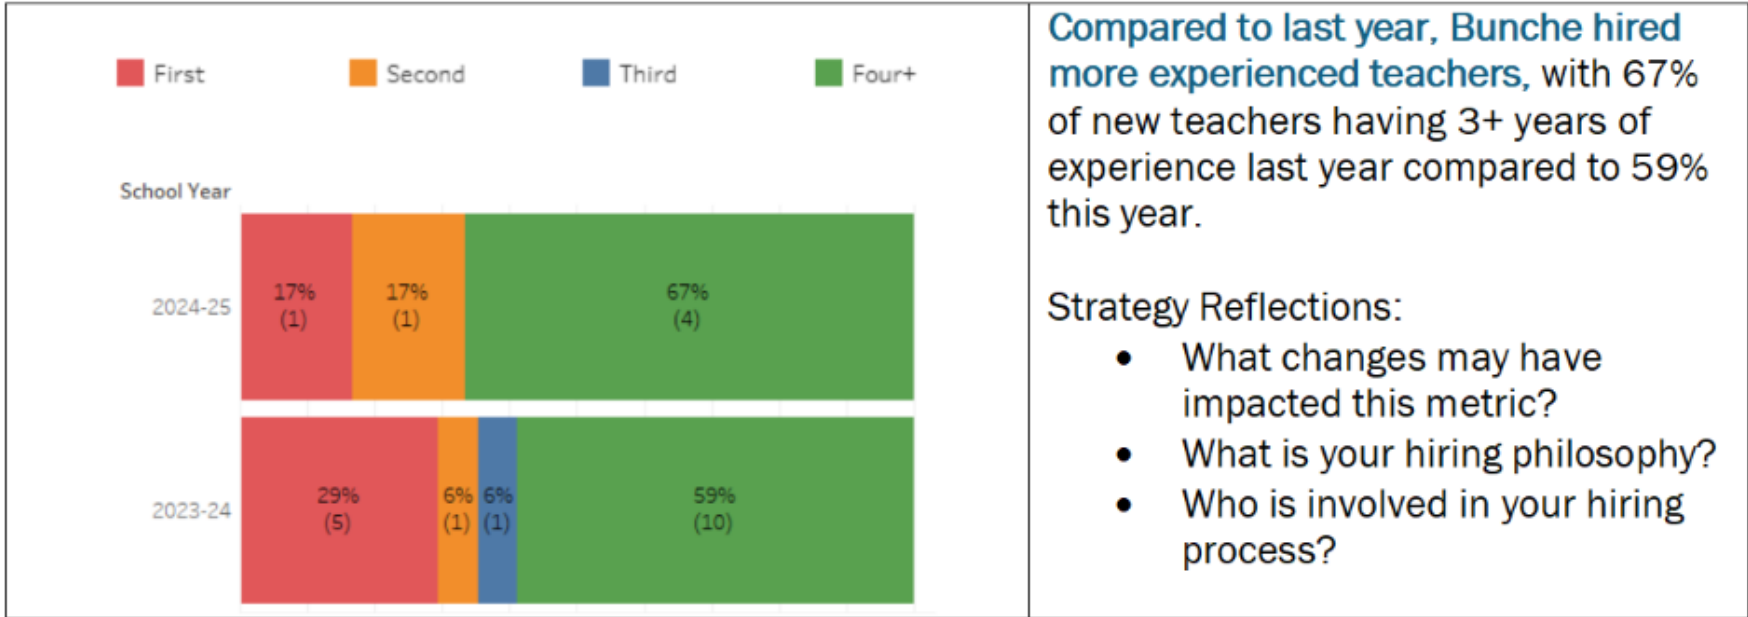 First Second Third Four+
School Year
2024-25
17% 17% 67%
(1) (1) (4)
2023-24
29% 6% 6% 59%
(5) (1) (1) (10)
Compared to last year, Bunche hired
more experienced teachers, with 67%
of new teachers having 3+ years of
experience last year compared to 59%
this year.
Strategy Reflections:
• What changes may have
impacted this metric?
• What is your hiring philosophy?
• Who is involved in your hiring
process?